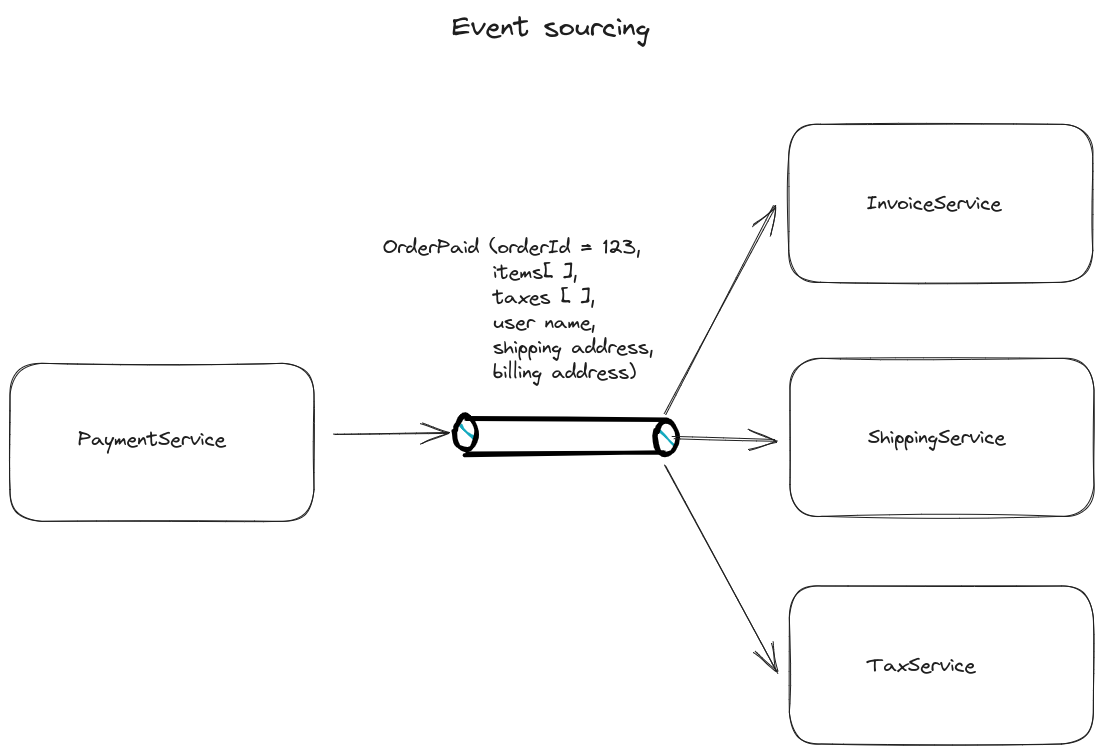 Event sourcing
InvoiceService
OrderPaid (orderId = 123,
items[ ],
taxes [ ],
user name,
shipping address,
billing address)
PaymentService
ShippingService
TaxService